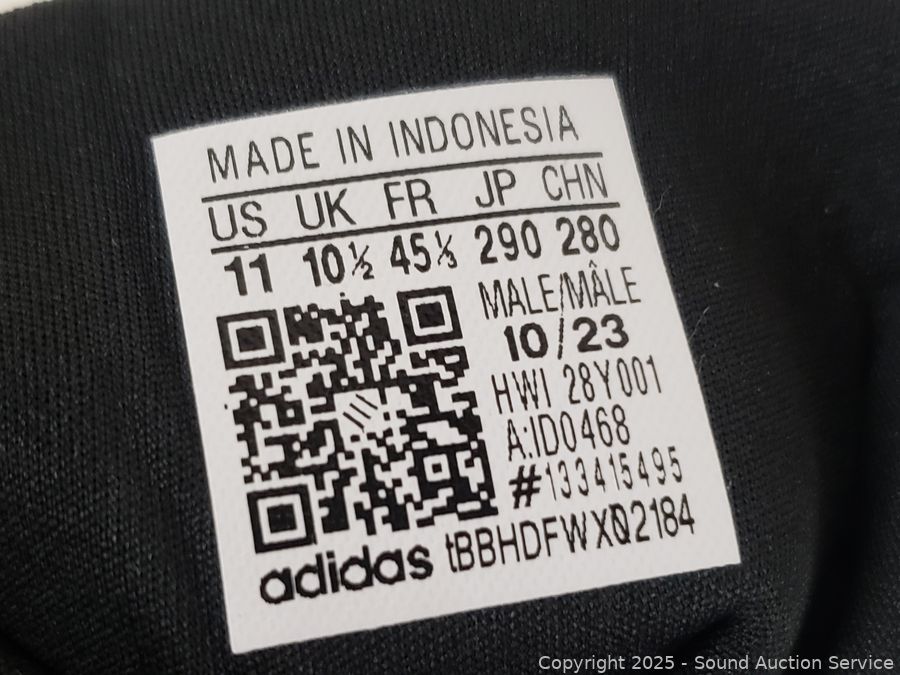 MADE IN INDONESIA
US UK FR JP CHN
11 10½ 45⅓ 290 280
MALE/MÂLE
10/23
HWI 28Y001
A:ID0468
#133415495
adidas tBBHDFWXQ2184
Copyright 2025 - Sound Auction Service